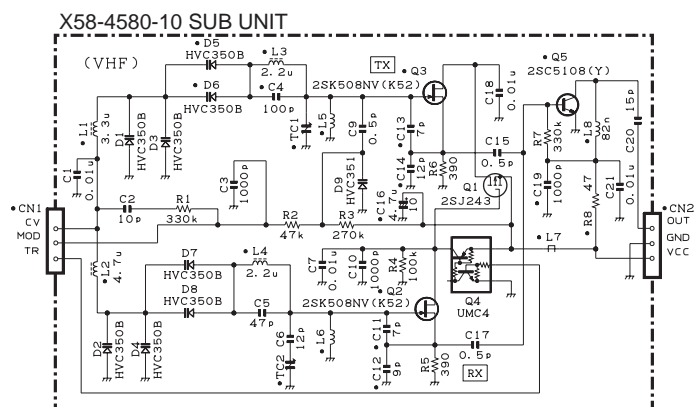 X58-4580-10 SUB UNIT
(VHF)
D5
HVC350B
L3
2.2u
TX
Q3
2SK508NV(K52)
Q5
2SC5108(Y)
D6
HVC350B
C4
100p
L1
3.3u
D1
HVC350B
D3
HVC350B
TC1
L5
C9
0.5p
C13
7p
C18
0.01u
C15
0.5p
R7
330k
L8
82n
C20
15p
C1
0.01u
C3
1000p
D9
HVC351
C14
12p
R6
390
Q1
2SJ243
C19
1000p
R8
47
C21
0.01u
CN1
CV
MOD
TR
C2
10p
R1
330k
R2
47k
R3
270k
C16
4.7u
10
CN2
OUT
GND
VCC
L2
4.7u
D7
HVC350B
L4
2.2u
C7
0.01u
C10
1000p
R4
100k
L7
Q4
UMC4
D8
HVC350B
C5
47p
Q2
2SK508NV(K52)
D2
HVC350B
D4
HVC350B
C6
12p
TC2
L6
C11
7p
C12
9p
R5
390
C17
0.5p
RX